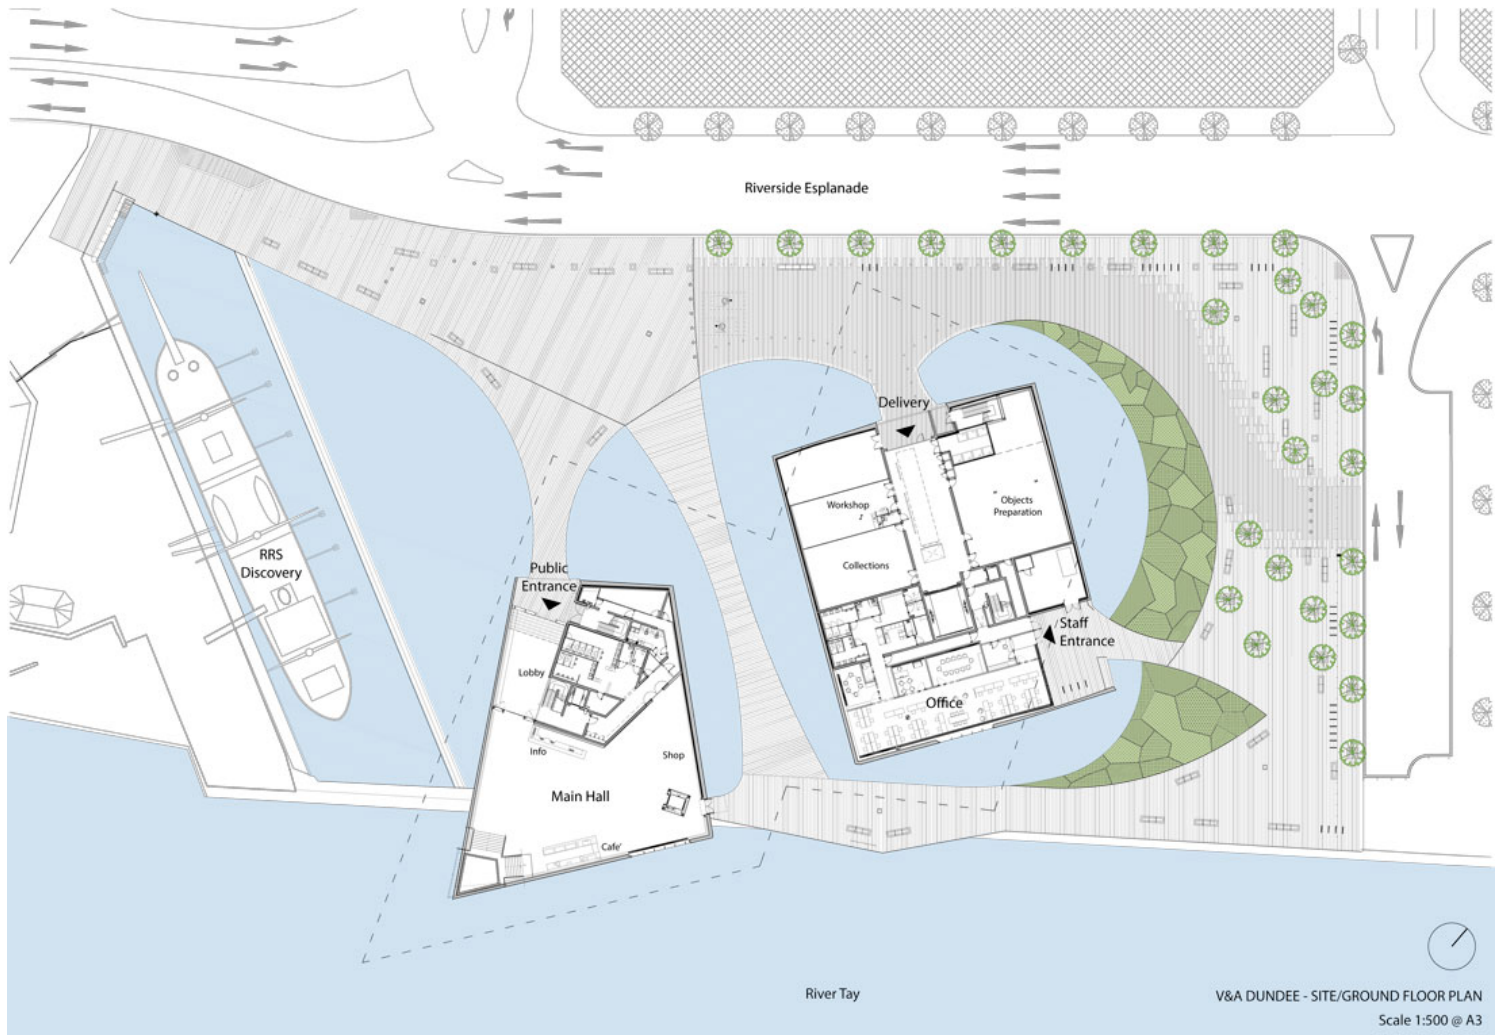 Riverside Esplanade
Delivery
Workshop
Objects
Preparation
Collections
RRS
Discovery
Public
Entrance
Staff
Entrance
Lobby
Office
Info
Shop
Main Hall
Cafe'
River Tay
V&A DUNDEE - SITE/GROUND FLOOR PLAN
Scale 1:500 @ A3